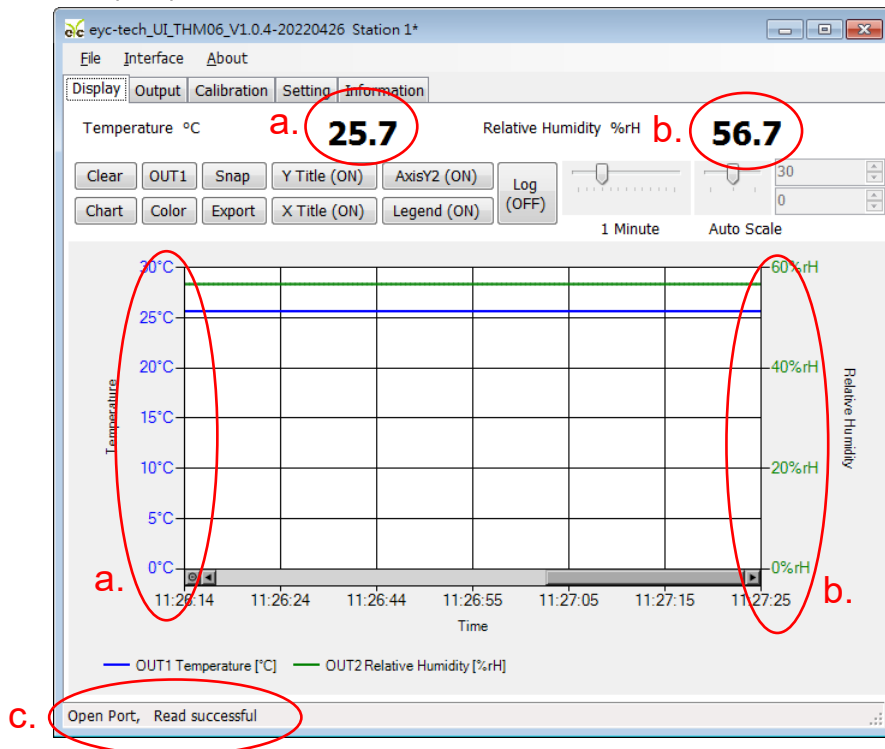 eyc-tech_UI_THM06_V1.0.4-20220426 Station 1*
File Interface About
Display Output Calibration Setting Information
Temperature °C a. 25.7 Relative Humidity %rH b. 56.7
Clear OUT1 Snap Y Title (ON) AxisY2 (ON) Log (OFF) 30
Chart Color Export X Title (ON) Legend (ON) 0
1 Minute Auto Scale
30°C 60%rH
25°C
20°C 40%rH
15°C
10°C 20%rH
5°C
0°C 0%rH
Temperature
Relative Humidity
a. b.
11:26:14 11:26:24 11:26:44 11:26:55 11:27:05 11:27:15 11:27:25
Time
OUT1 Temperature [°C] OUT2 Relative Humidity [%rH]
c. Open Port, Read successful